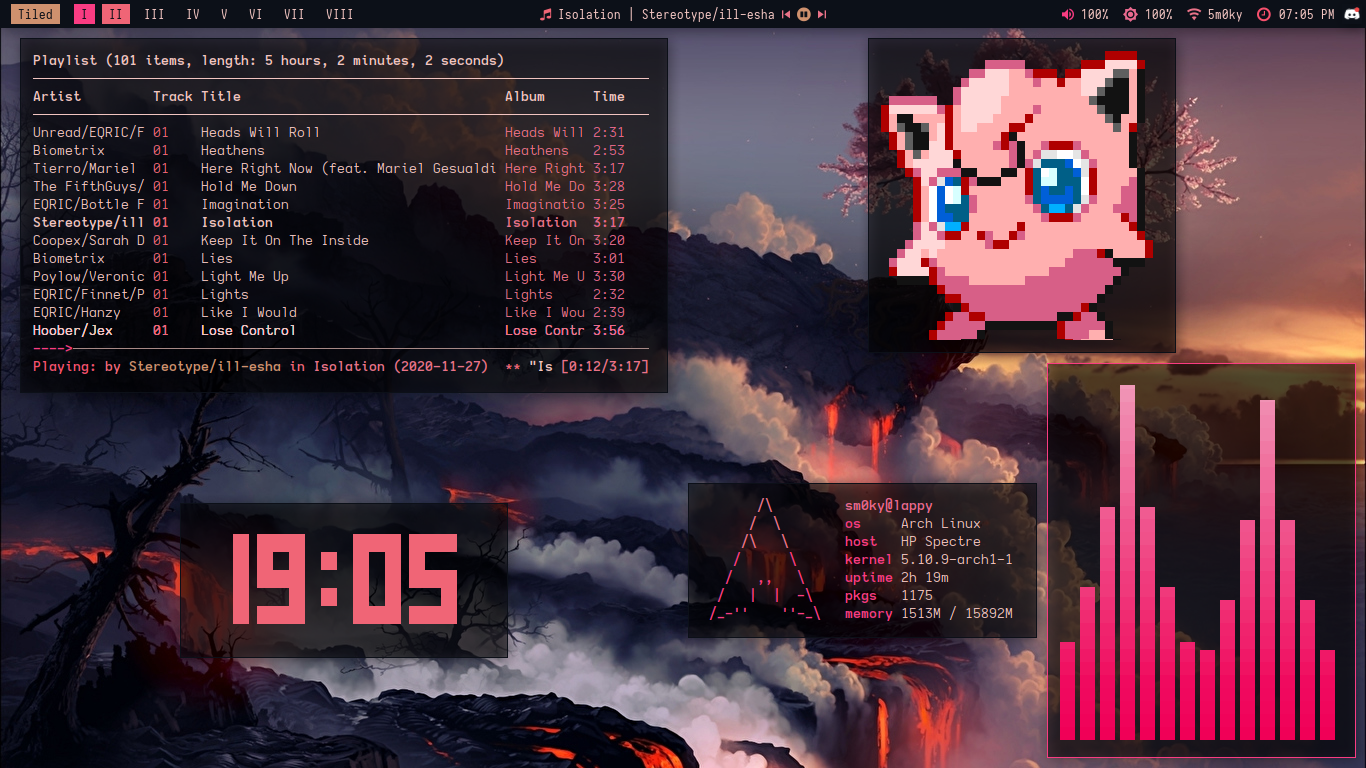 Tiled I II III IV V VI VII VIII Isolation | Stereotype/ill-esha 100% 100% 5m0ky 07:05 PM
Playlist (101 items, length: 5 hours, 2 minutes, 2 seconds)
Artist Track Title Album Time
Unread/EQRIC/F 01 Heads Will Roll Heads Will 2:31
Biometrix 01 Heathens Heathens 2:53
Tierro/Mariel 01 Here Right Now (feat. Mariel Gesualdi Here Right 3:17
The FifthGuys/ 01 Hold Me Down Hold Me Do 3:28
EQRIC/Bottle F 01 Imagination Imaginatio 3:25
Stereotype/ill 01 Isolation Isolation 3:17
Coopex/Sarah D 01 Keep It On The Inside Keep It On 3:20
Biometrix 01 Lies Lies 3:01
Poylow/Veronic 01 Light Me Up Light Me U 3:30
EQRIC/Finnet/P 01 Lights Lights 2:32
EQRIC/Hanzy 01 Like I Would Like I Wou 2:39
Hoober/Jex 01 Lose Control Lose Contr 3:56
Playing: by Stereotype/ill-esha in Isolation (2020-11-27) ** "Is [0:12/3:17]
19:05
sm0ky@lappy
os Arch Linux
host HP Spectre
kernel 5.10.9-arch1-1
uptime 2h 19m
pkgs 1175
memory 1513M / 15892M